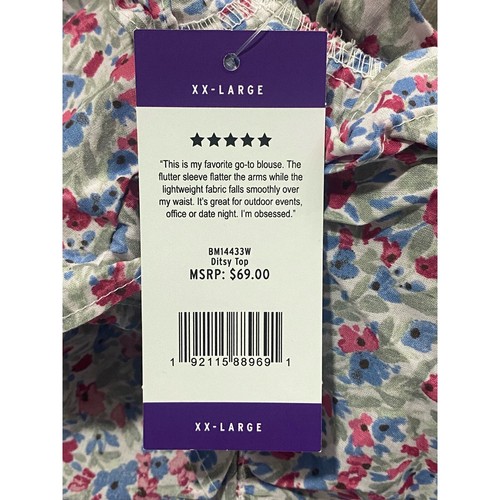 XX-LARGE
★★★★★
“This is my favorite go-to blouse. The
flutter sleeve flatter the arms while the
lightweight fabric falls smoothly over
my waist. It’s great for outdoor events,
office or date night. I’m obsessed.”
BM14433W
Ditsy Top
MSRP: $69.00
1 92115 88969 1
XX-LARGE